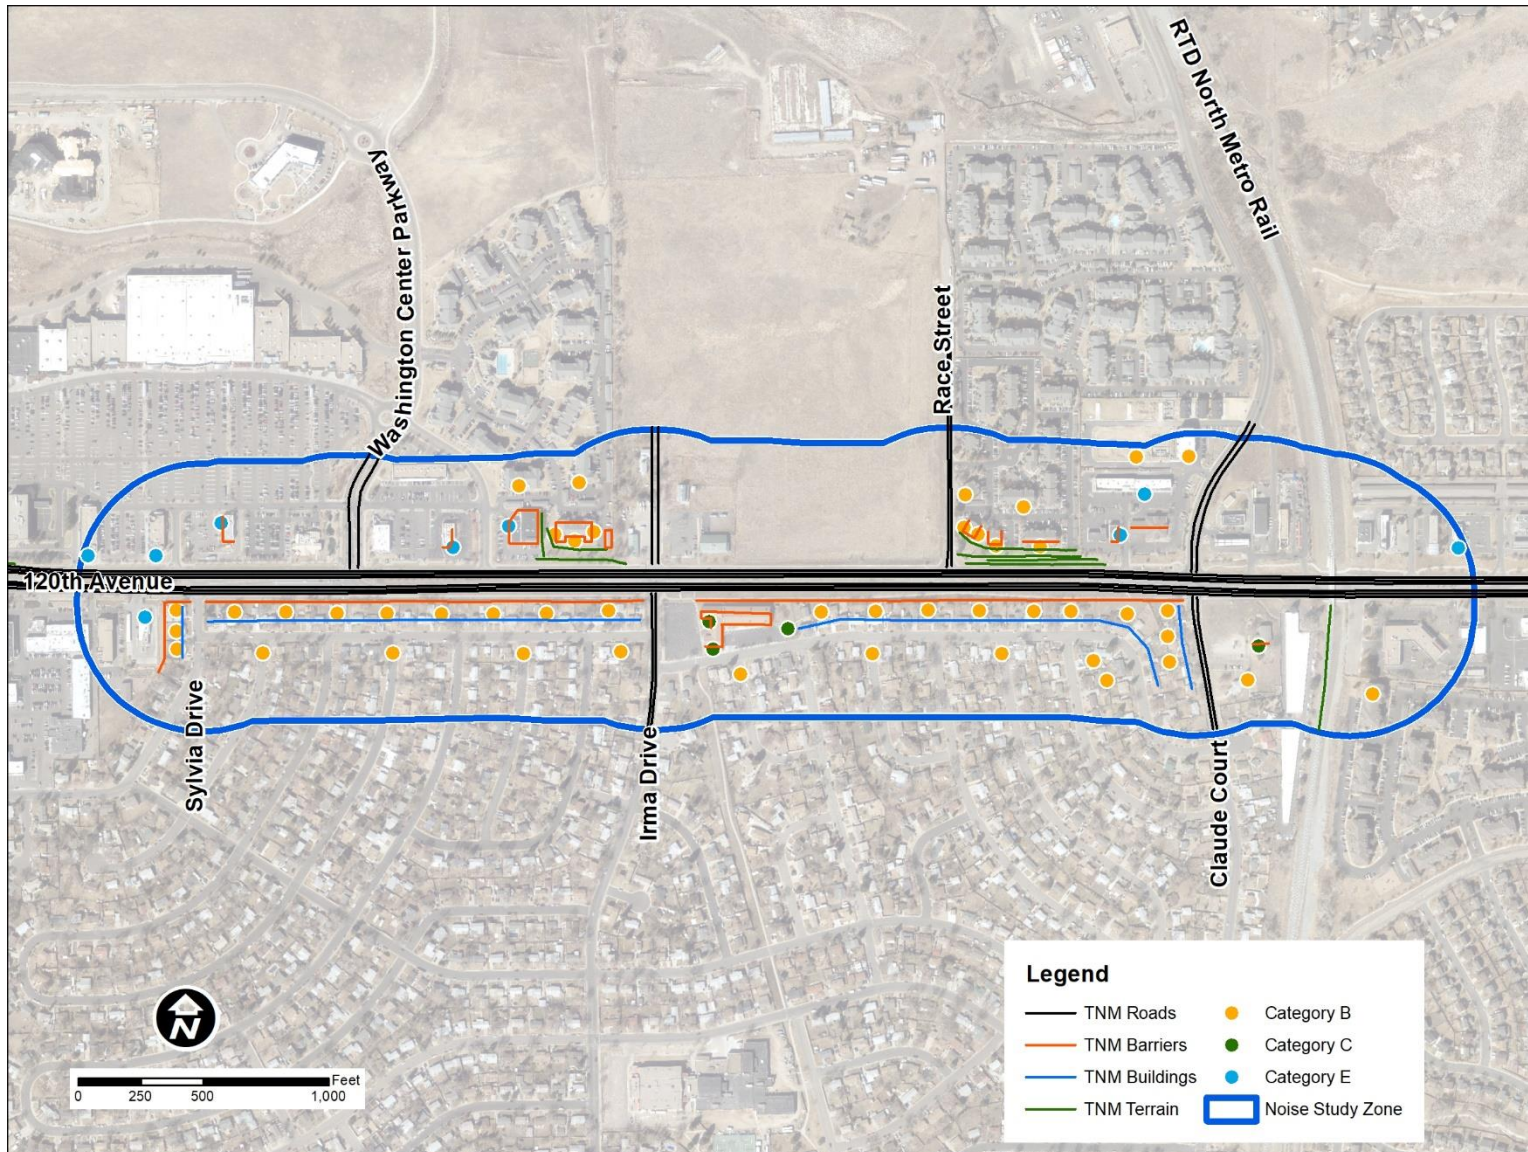 RTD North Metro Rail
Washington Center Parkway
Race Street
120th Avenue
Sylvia Drive
Irma Drive
Claude Court
Legend
TNM Roads
Category B
TNM Barriers
Category C
TNM Buildings
Category E
TNM Terrain
Noise Study Zone
N
Feet
0 250 500 1,000